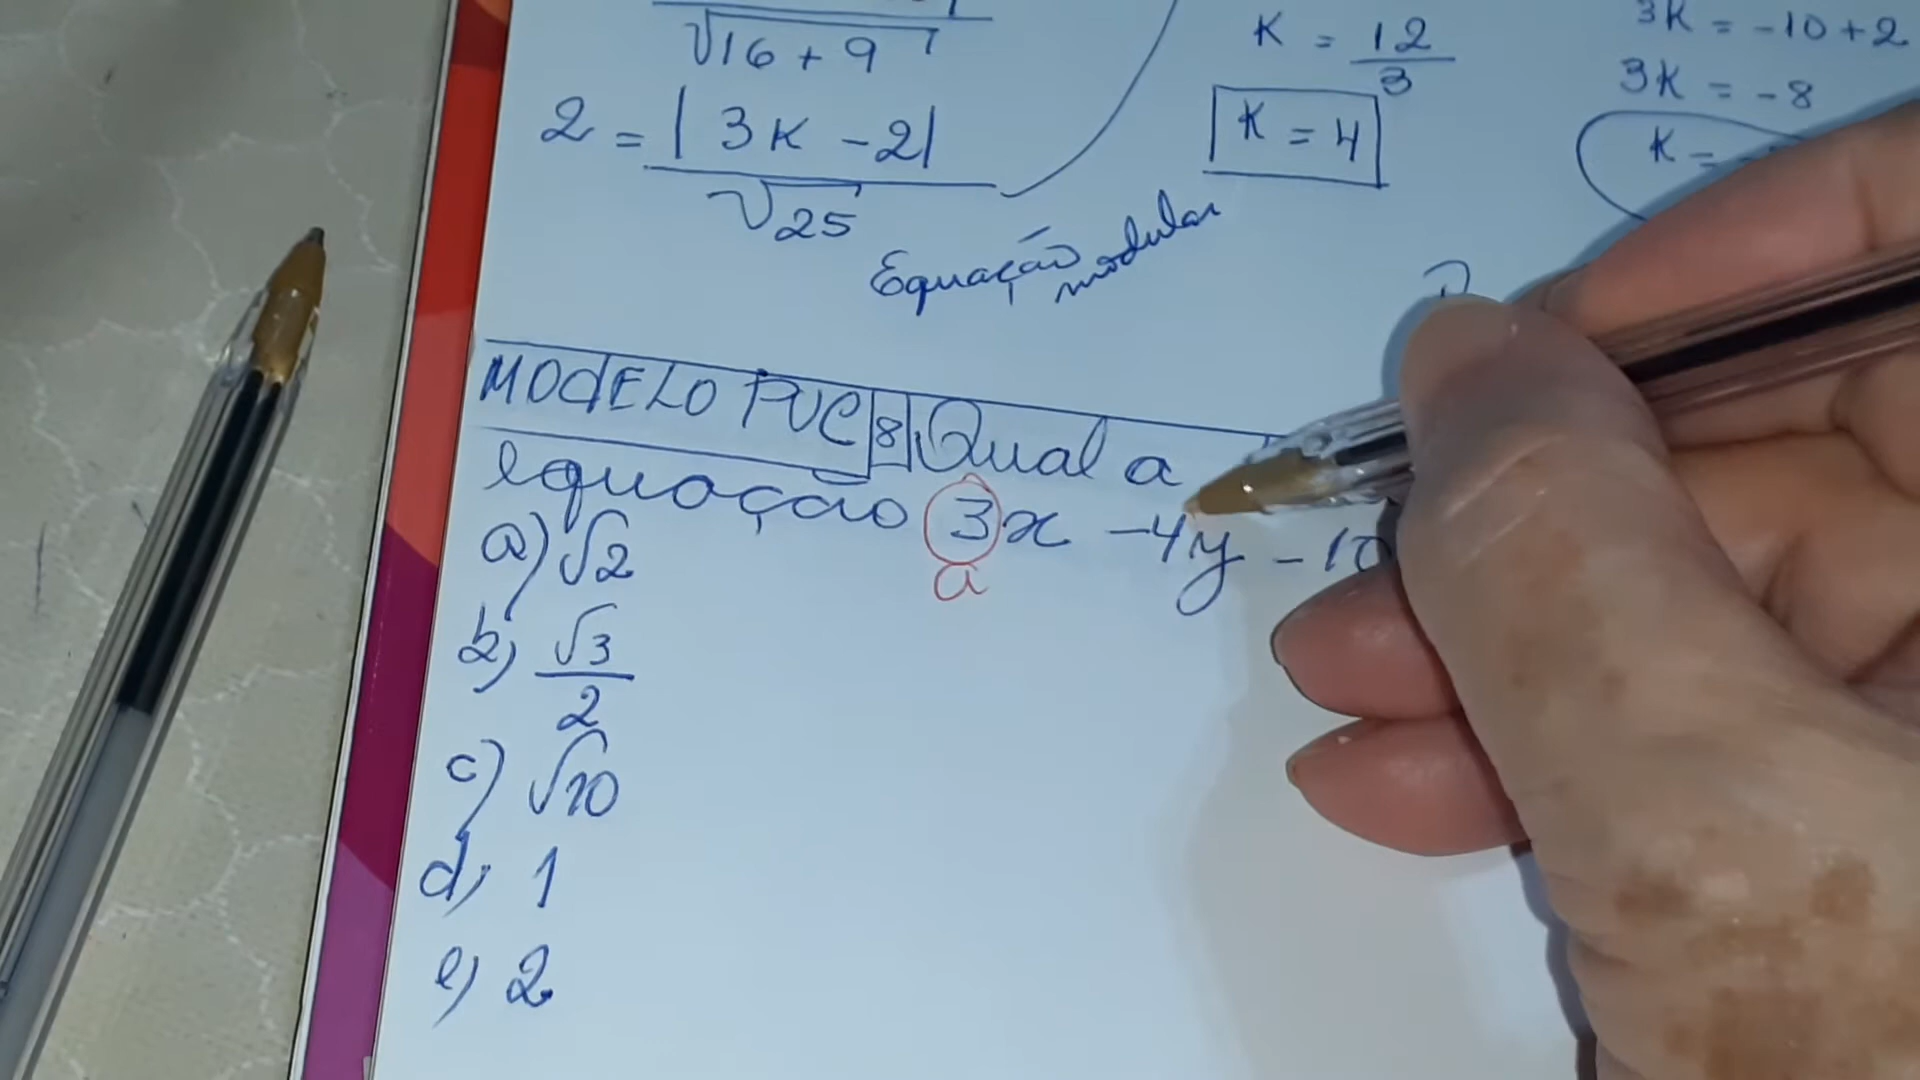 √16 + 9
2 = | 3K - 2|
√25
K = 12
3
K = 4
3K = -10 + 2
3K = -8
K = -
Equação modular
MODELO PUC 8 Qual a
equação 3x - 4y - 10
a
a) √2
b) √3
2
c) √10
d) 1
e) 2